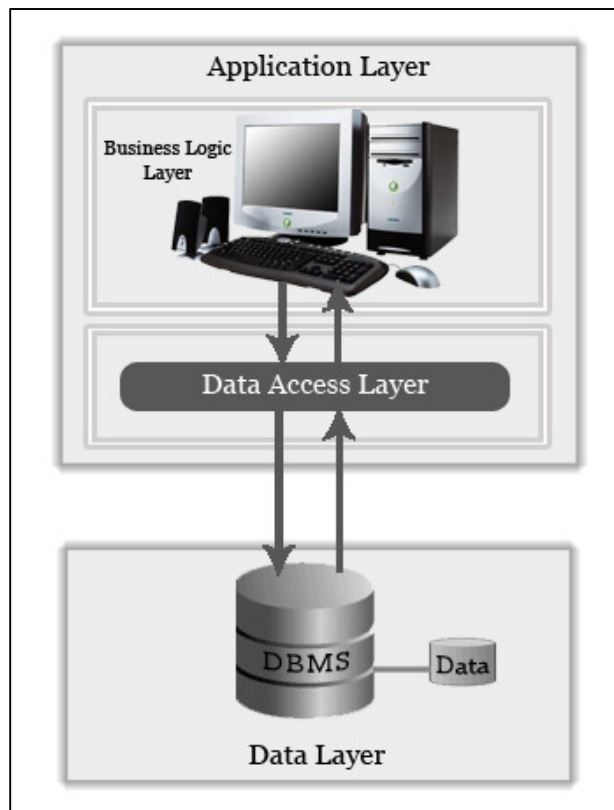 Application Layer
Business Logic
Layer
Data Access Layer
DBMS
Data
Data Layer